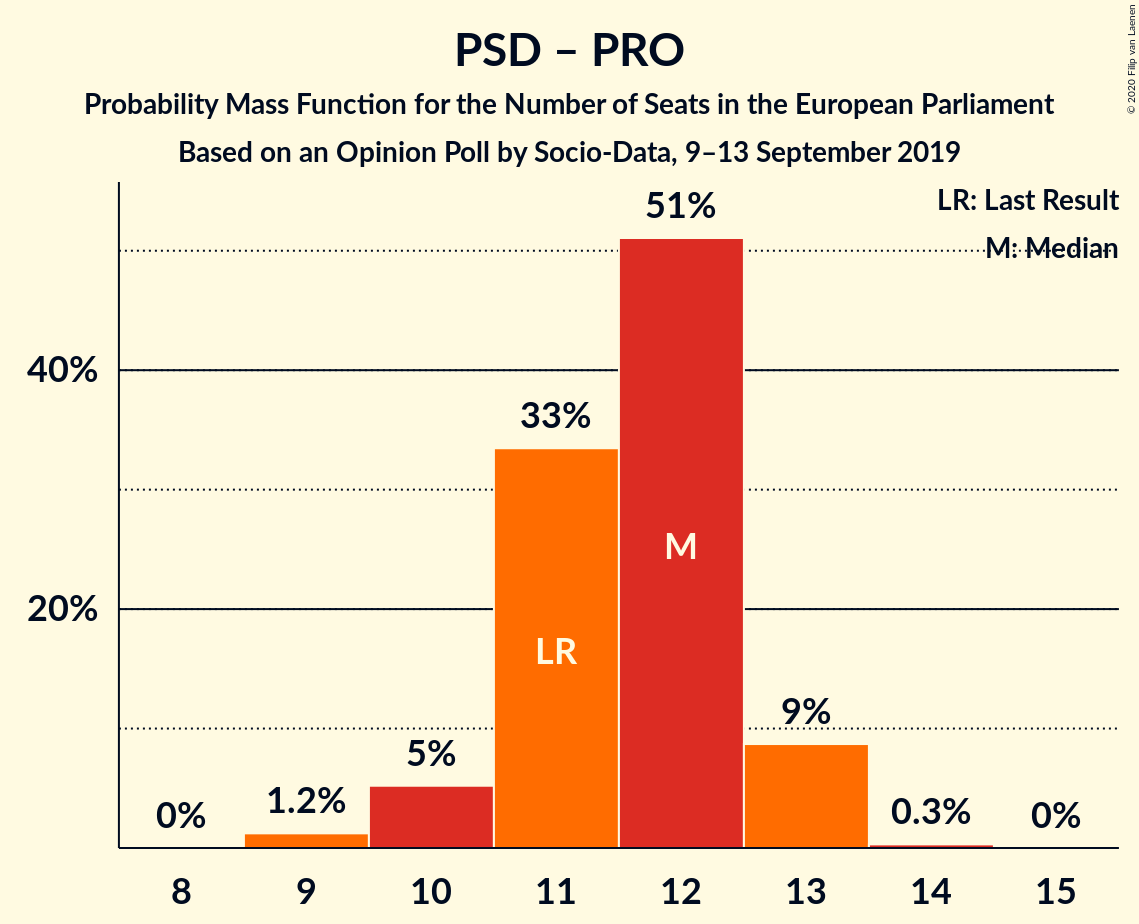 PSD – PRO
Probability Mass Function for the Number of Seats in the European Parliament
Based on an Opinion Poll by Socio-Data, 9–13 September 2019
© 2020 Filip van Laenen
LR: Last Result
M: Median
51%
40%
33%
M
20%
LR
9%
5%
1.2%
0%
0.3%
0%
8 9 10 11 12 13 14 15